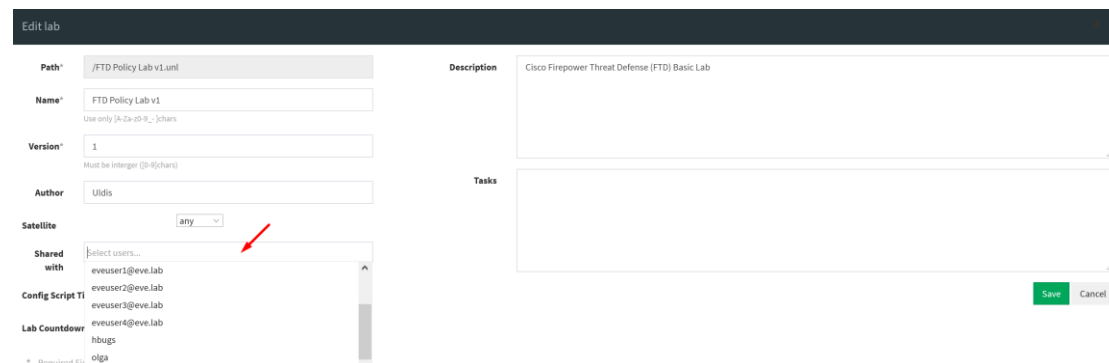 Edit lab
Path*
/FTD Policy Lab v1.unl
Name*
FTD Policy Lab v1
Use only [A-Za-z0-9_- ]chars
Version*
1
Must be interger ([0-9]chars)
Author
Uldis
Satellite
any
Shared with
Select users...
eveuser1@eve.lab
eveuser2@eve.lab
eveuser3@eve.lab
eveuser4@eve.lab
hbugs
olga
Config Script Ti
Lab Countdow
* Required Fi
Description
Cisco Firepower Threat Defense (FTD) Basic Lab
Tasks
Save
Cancel